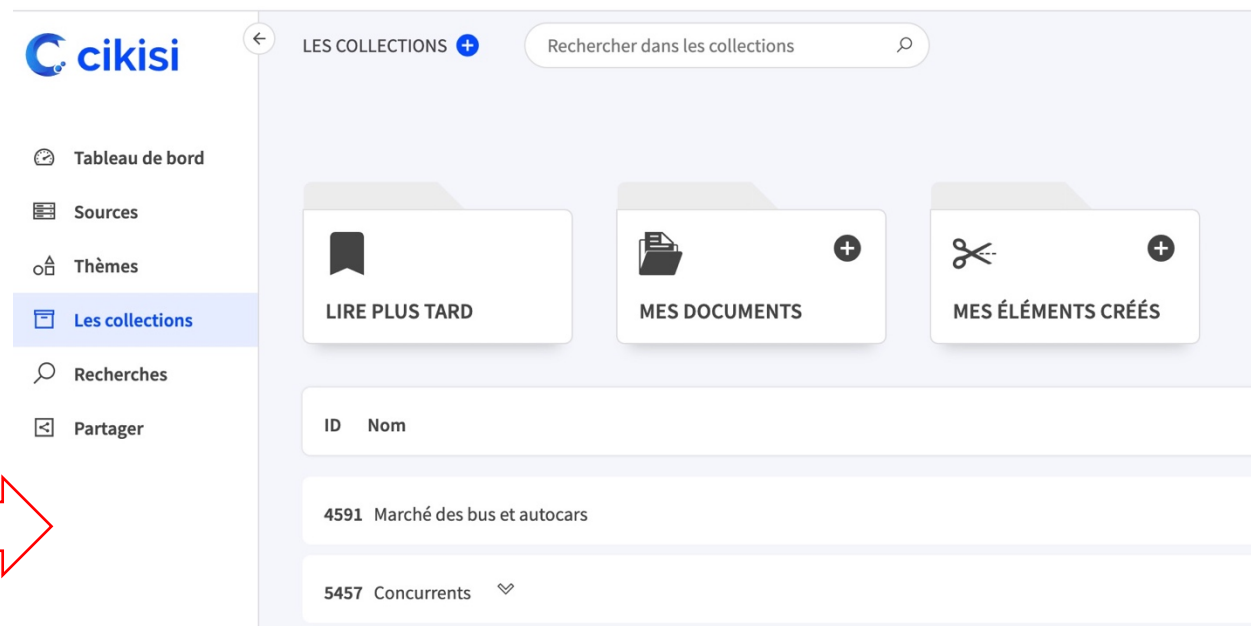 cikisi
LES COLLECTIONS
Rechercher dans les collections
Tableau de bord
Sources
Thèmes
Les collections
Recherches
Partager
LIRE PLUS TARD
MES DOCUMENTS
MES ÉLÉMENTS CRÉÉS
ID Nom
4591 Marché des bus et autocars
5457 Concurrents